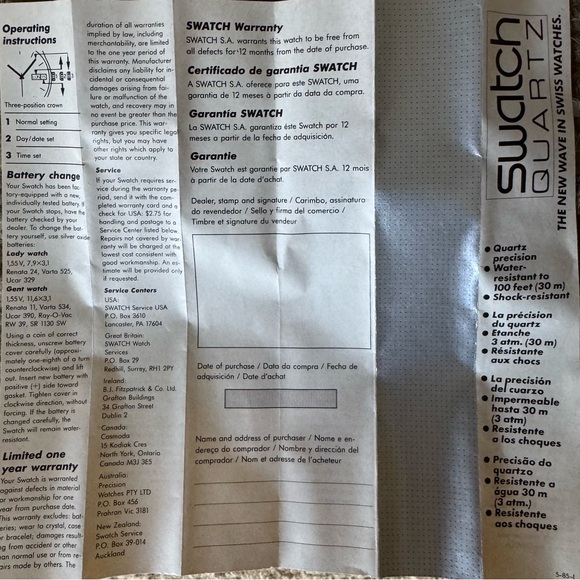 Operating
instructions
Three-position crown
1 Normal setting
2 Day/date set
3 Time set
Battery change
Your Swatch has been fac-
tory-equipped with a new,
individually tested battery. If
your Swatch stops, have the
battery checked by your
dealer. To change the bat-
tery yourself, use silver oxide
batteries:
Lady watch
1,55 V, 7,9×3,1
Renata 24, Varta 525,
Ucar 329
Gent watch
1,55 V, 11,6×3,1
Renata 11, Varta 534,
Ucar 390, Ray-O-Vac
RW 39, SR 1130 SW
Using a coin of correct
thickness, unscrew battery
cover carefully (approxi-
mately one-eighth of a turn
counterclockwise) and lift
out. Insert new battery with
positive (+) side toward
gasket. Tighten cover in
clockwise direction, without
forcing. If the battery is
changed carefully, the
Swatch will remain water-
resistant.
Limited one
year warranty
Your Swatch is warranted
against defects in material
or workmanship for one
year from purchase date.
This warranty excludes: bat-
eries; wear to crystal, case
or bracelet; damages result-
ing from accident or other
than normal use or from re-
airs made by others. The
duration of all warranties
implied by law, including
merchantability, are limited
to the one year period of
this warranty. Manufacturer
disclaims any liability for in-
cidental or consequential
damages arising from fai-
lure or malfunction of the
watch, and recovery may in
no event be greater than the
purchase price. This war-
ranty gives you specific legal
rights, but you may have
other rights which apply to
your state or country.
Service
If your Swatch requires ser-
vice during the warranty pe-
riod, send it with the com-
pleted warranty card and a
check for USA: $2.75 for
handling and postage to a
Service Center listed below.
Repairs not covered by war-
ranty will be charged at the
lowest cost consistent with
good workmanship. An es-
timate will be provided only
if requested.
Service Centers
USA:
SWATCH Service USA
P.O. Box 3610
Lancaster, PA 17604
Great Britain:
SWATCH Watch
Services
P.O. Box 29
Redhill, Surrey, RH1 2PY
Ireland:
B.J. Fitzpatrick & Co. Ltd.
Grafton Buildings
34 Grafton Street
Dublin 2
Canada:
Casmoda
15 Kodiak Cres
North York, Ontario
Canada M3J 3E5
Australia:
Precision
Watches PTY LTD
P.O. Box 456
Prahran Vic 3181
New Zealand:
Swatch Service
P.O. Box 39-014
Auckland
SWATCH Warranty
SWATCH S.A. warrants this watch to be free from
all defects for 12 months from the date of purchase.
Certificado de garantia SWATCH
A SWATCH S.A. oferece para este SWATCH, uma
garantia de 12 meses à partir da data da compra.
Garantía SWATCH
La SWATCH S.A. garantiza éste Swatch por 12
meses a partir de la fecha de adquisición.
Garantie
Votre Swatch est garantie par SWATCH S.A. 12 mois
à partir de la date d'achat.
Dealer, stamp and signature / Carimbo, assinatura
da revendedor / Sello y firma del comercio /
Timbre et signature du vendeur
Date of purchase / Data da compra / Fecha de
adquisición / Date d'achat
Name and address of purchaser / Nome e en-
dereço do comprador / Nombre y dirección del
comprador / Nom et adresse de l'acheteur
swatch
QUARTZ
THE NEW WAVE IN SWISS WATCHES.
• Quartz
precision
• Water-
resistant to
100 feet (30 m)
• Shock-resistant
• La précision
du quartz
• Etanche
3 atm. (30 m)
• Résistante
aux chocs
• La precisión
del cuarzo
• Impermeable
hasta 30 m
(3 atm)
• Resistente
a los choques
• Precisão do
quartzo
• Resistente a
água 30 m
(3 atm.)
• Resistente
aos choques